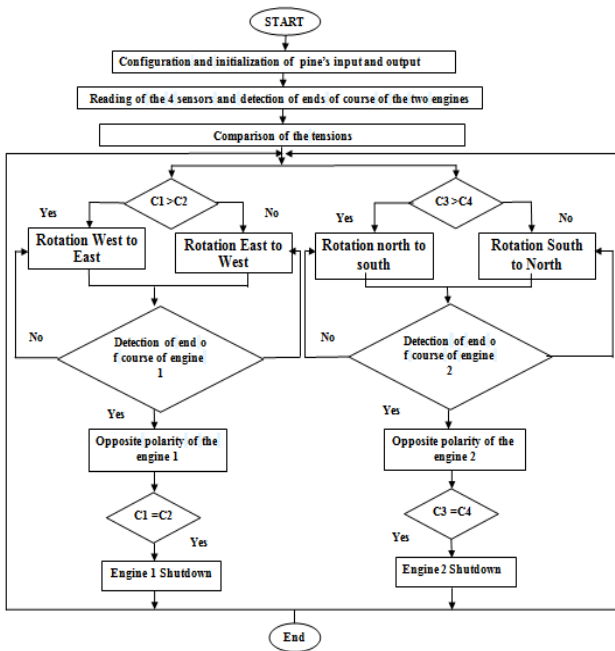 START
Configuration and initialization of pine's input and output
Reading of the 4 sensors and detection of ends of course of the two engines
Comparison of the tensions
C1 >C2
C3 >C4
Yes
No
Yes
No
Rotation West to
East
Rotation East to
West
Rotation north to
south
Rotation South
to North
No
Detection of end o
f course of engine
1
No
Detection of end o
f course of engine
2
Yes
Yes
Opposite polarity of the
engine 1
Opposite polarity of the
engine 2
C1 =C2
C3 =C4
Yes
Yes
Engine 1 Shutdown
Engine 2 Shutdown
End